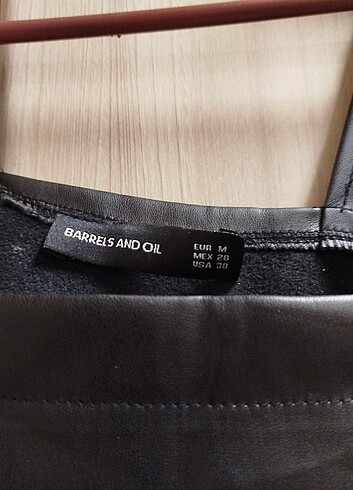 BARRELS AND OIL
EUR M
MEX 28
USA 38